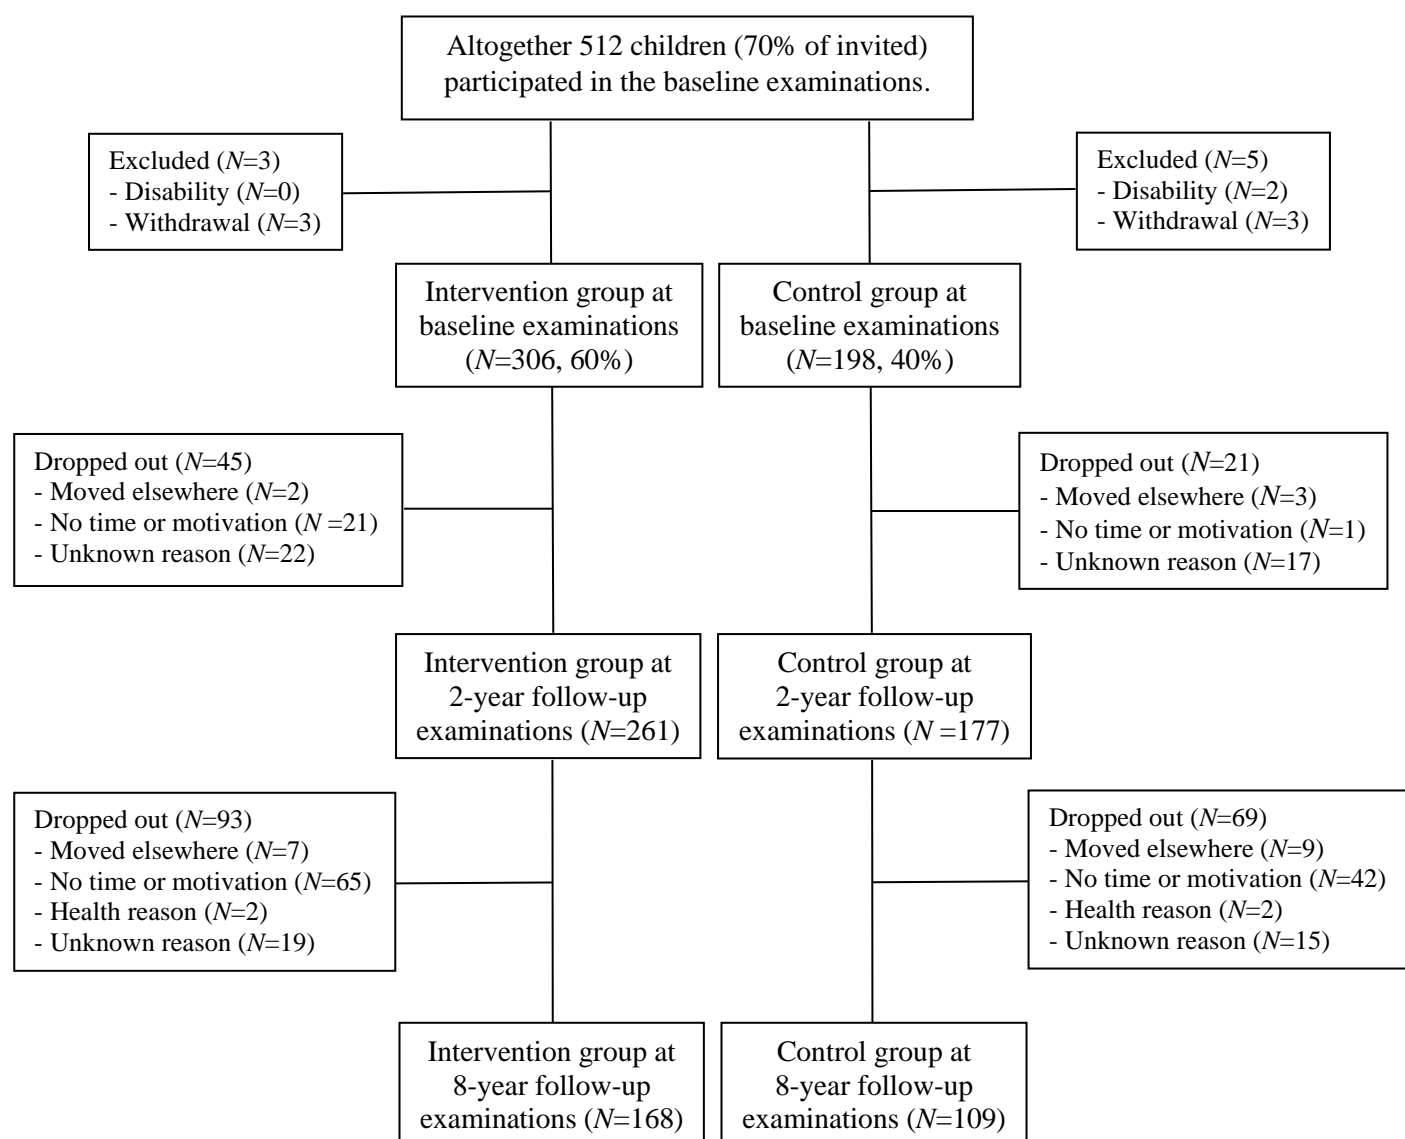 Altogether 512 children (70% of invited)
participated in the baseline examinations.
Excluded (N=3)
- Disability (N=0)
- Withdrawal (N=3)
Excluded (N=5)
- Disability (N=2)
- Withdrawal (N=3)
Intervention group at
baseline examinations
(N=306, 60%)
Control group at
baseline examinations
(N=198, 40%)
Dropped out (N=45)
- Moved elsewhere (N=2)
- No time or motivation (N =21)
- Unknown reason (N=22)
Dropped out (N=21)
- Moved elsewhere (N=3)
- No time or motivation (N=1)
- Unknown reason (N=17)
Intervention group at
2-year follow-up
examinations (N=261)
Control group at
2-year follow-up
examinations (N =177)
Dropped out (N=93)
- Moved elsewhere (N=7)
- No time or motivation (N=65)
- Health reason (N=2)
- Unknown reason (N=19)
Dropped out (N=69)
- Moved elsewhere (N=9)
- No time or motivation (N=42)
- Health reason (N=2)
- Unknown reason (N=15)
Intervention group at
8-year follow-up
examinations (N=168)
Control group at
8-year follow-up
examinations (N=109)